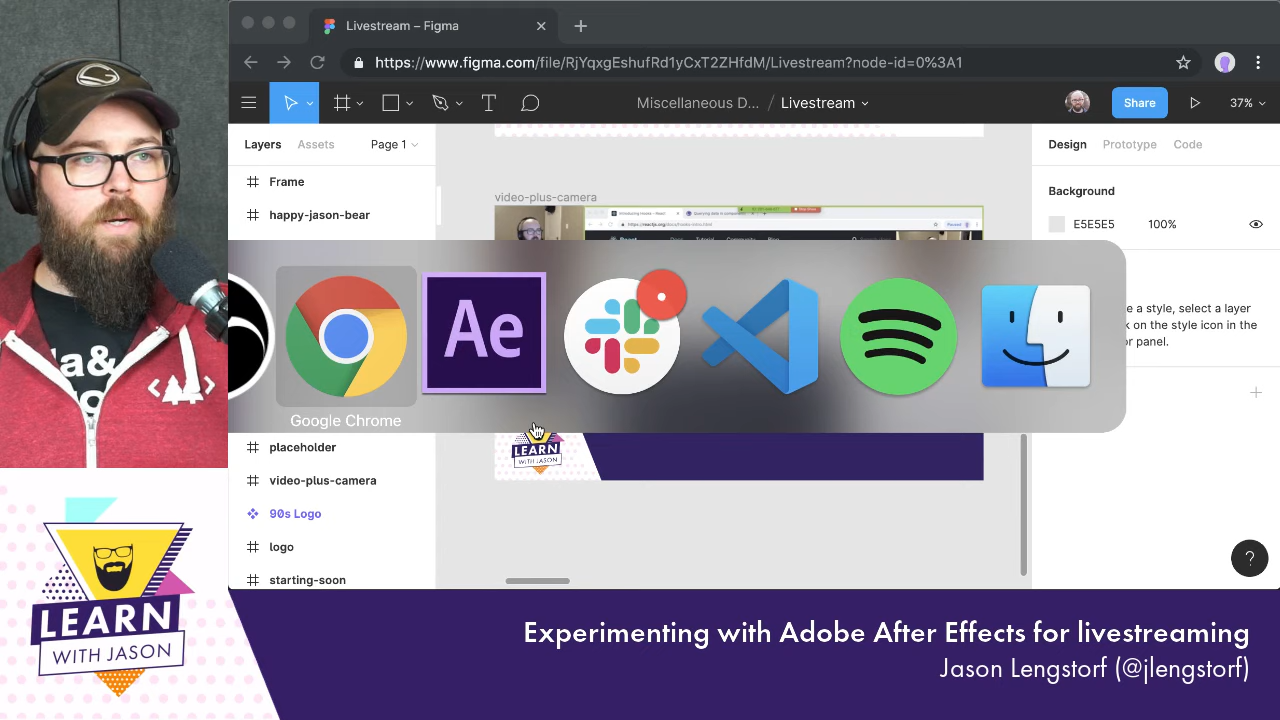 Livestream – Figma
https://www.figma.com/file/RjYqxgEshufRd1yCxT2ZHfdM/Livestream?node-id=0%3A1
Miscellaneous D... / Livestream
Share
37%
Layers
Assets
Page 1
Design
Prototype
Code
Frame
happy-jason-bear
video-plus-camera
Background
E5E5E5
100%
e a style, select a layer
k on the style icon in the
or panel.
Ae
Google Chrome
placeholder
video-plus-camera
90s Logo
logo
starting-soon
LEARN
WITH JASON
?
LEARN
WITH JASON
Experimenting with Adobe After Effects for livestreaming
Jason Lengstorf (@jlengstorf)